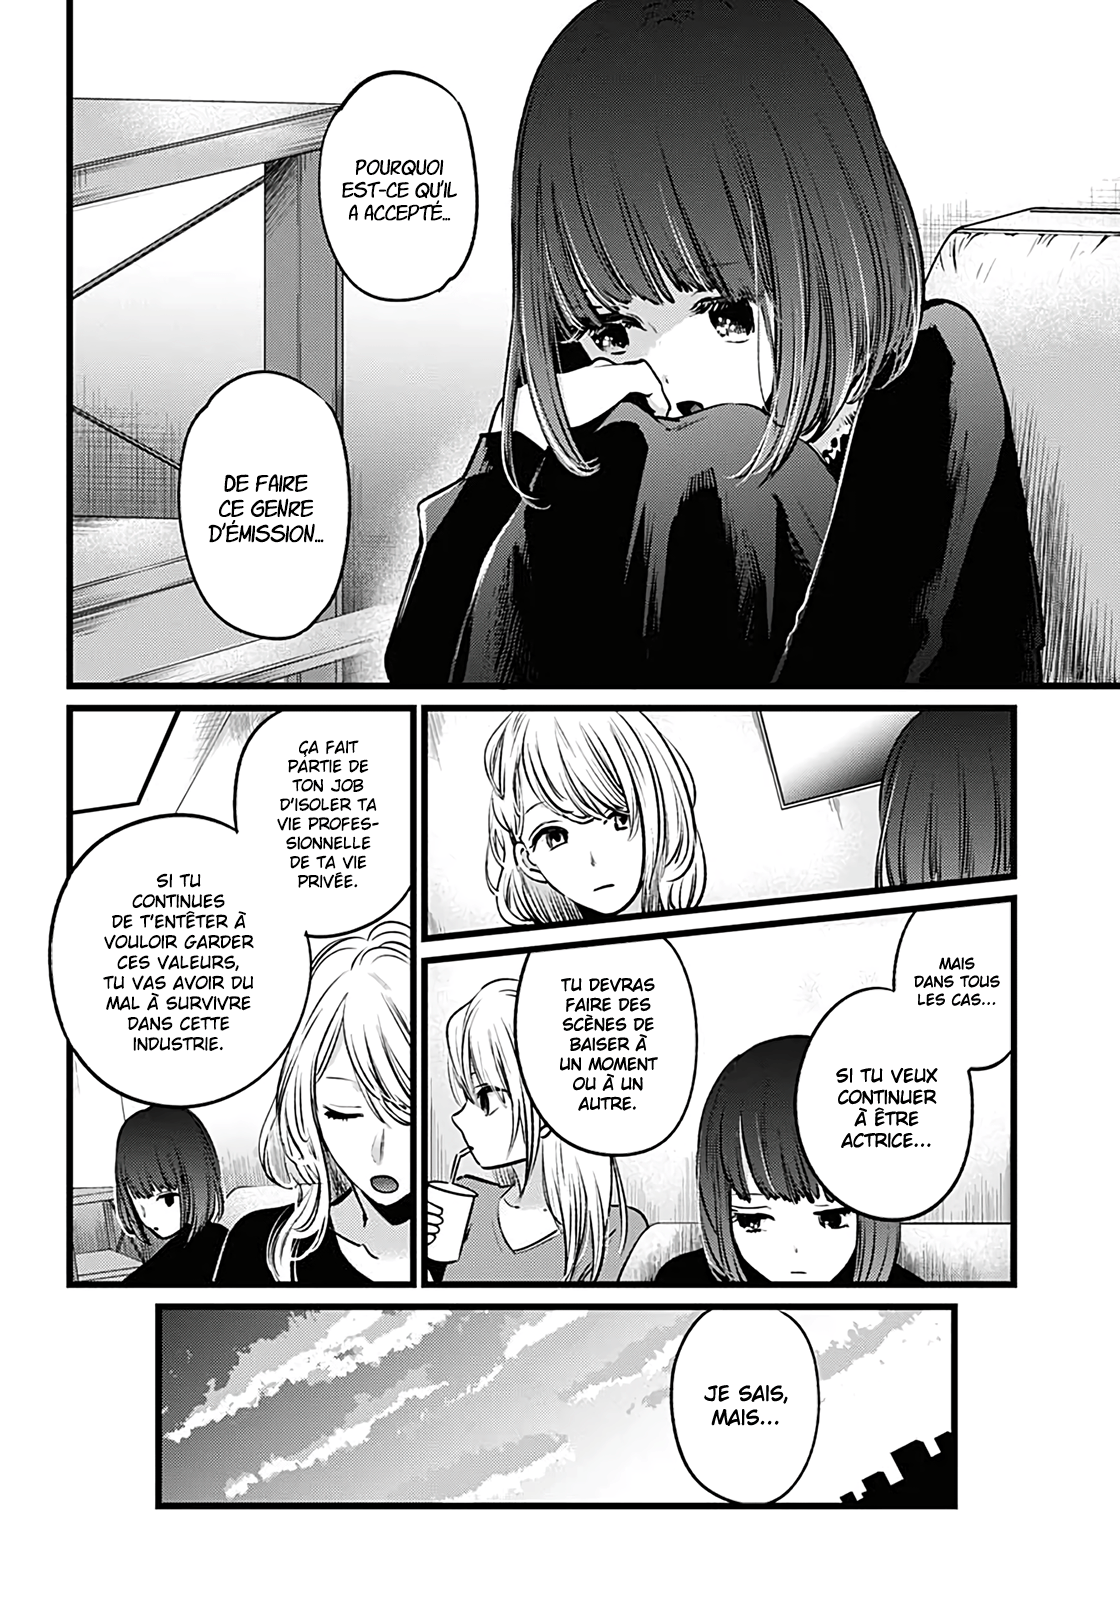 POURQUOI
EST-CE QU'IL
A ACCEPTÉ...
DE FAIRE
CE GENRE
D'ÉMISSION...
MAIS
DANS TOUS
LES CAS...
SI TU VEUX
CONTINUER
À ÊTRE
ACTRICE...
TU DEVRAS
FAIRE DES
SCÈNES DE
BAISER À
UN MOMENT
OU À UN
AUTRE.
ÇA FAIT
PARTIE DE
TON JOB
D'ISOLER TA
VIE PROFES-
SIONNELLE
DE TA VIE
PRIVÉE.
SI TU
CONTINUES
DE T'ENTÊTER À
VOULOIR GARDER
CES VALEURS,
TU VAS AVOIR DU
MAL À SURVIVRE
DANS CETTE
INDUSTRIE.
JE SAIS,
MAIS...